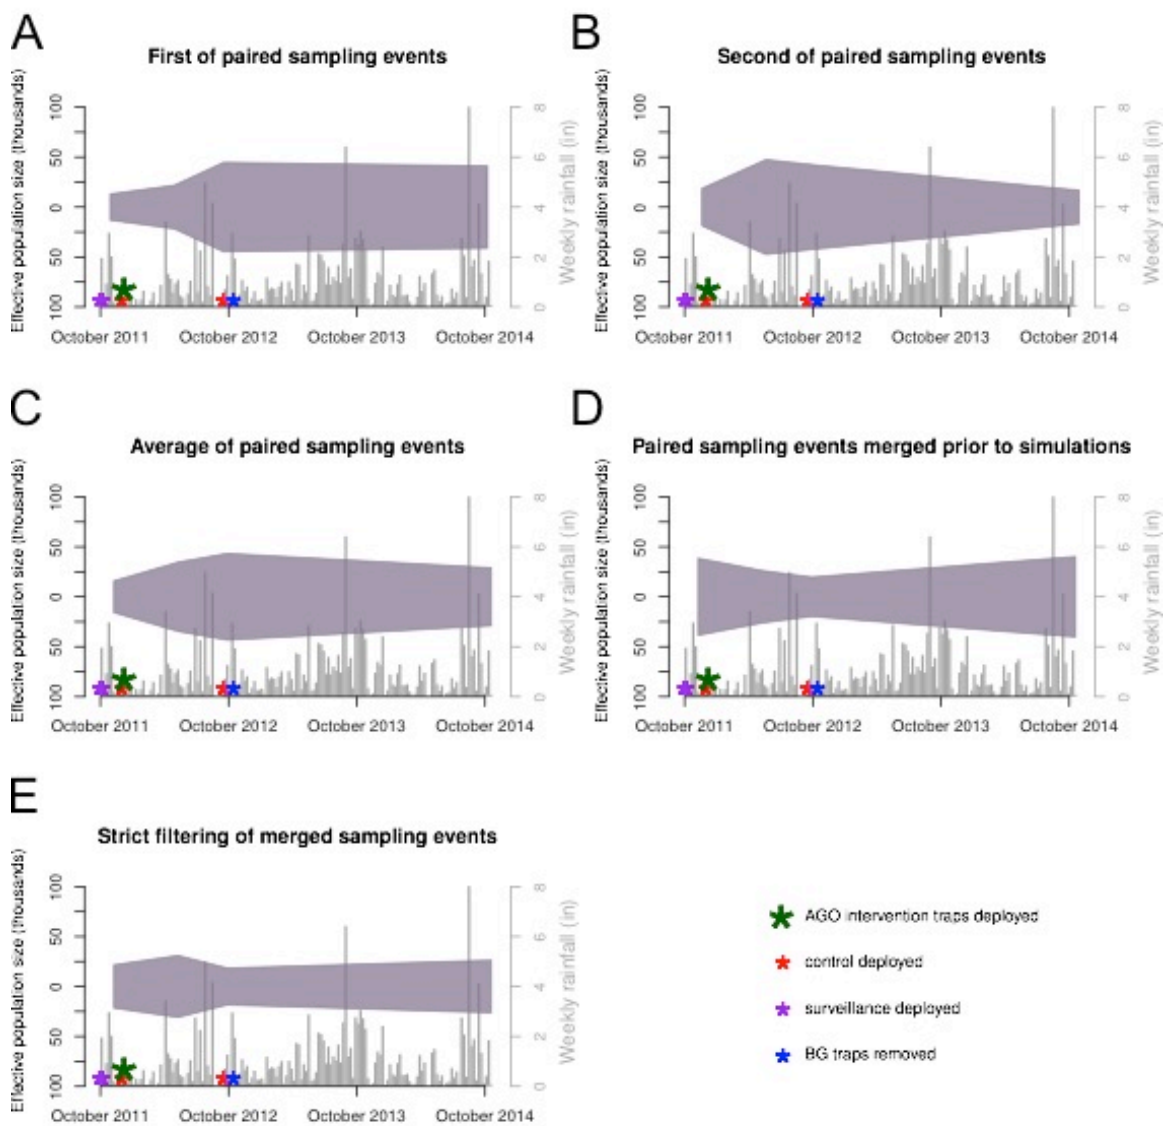 A
First of paired sampling events
Effective population size (thousands)
100
50
0
50
100
8
6
4
2
0
Weekly rainfall (in)
October 2011
October 2012
October 2013
October 2014
B
Second of paired sampling events
Effective population size (thousands)
100
50
0
50
100
8
6
4
2
0
Weekly rainfall (in)
October 2011
October 2012
October 2013
October 2014
C
Average of paired sampling events
Effective population size (thousands)
100
50
0
50
100
8
6
4
2
0
Weekly rainfall (in)
October 2011
October 2012
October 2013
October 2014
D
Paired sampling events merged prior to simulations
Effective population size (thousands)
100
50
0
50
100
8
6
4
2
0
Weekly rainfall (in)
October 2011
October 2012
October 2013
October 2014
E
Strict filtering of merged sampling events
Effective population size (thousands)
100
50
0
50
100
8
6
4
2
0
Weekly rainfall (in)
October 2011
October 2012
October 2013
October 2014
AGO intervention traps deployed
control deployed
surveillance deployed
BG traps removed